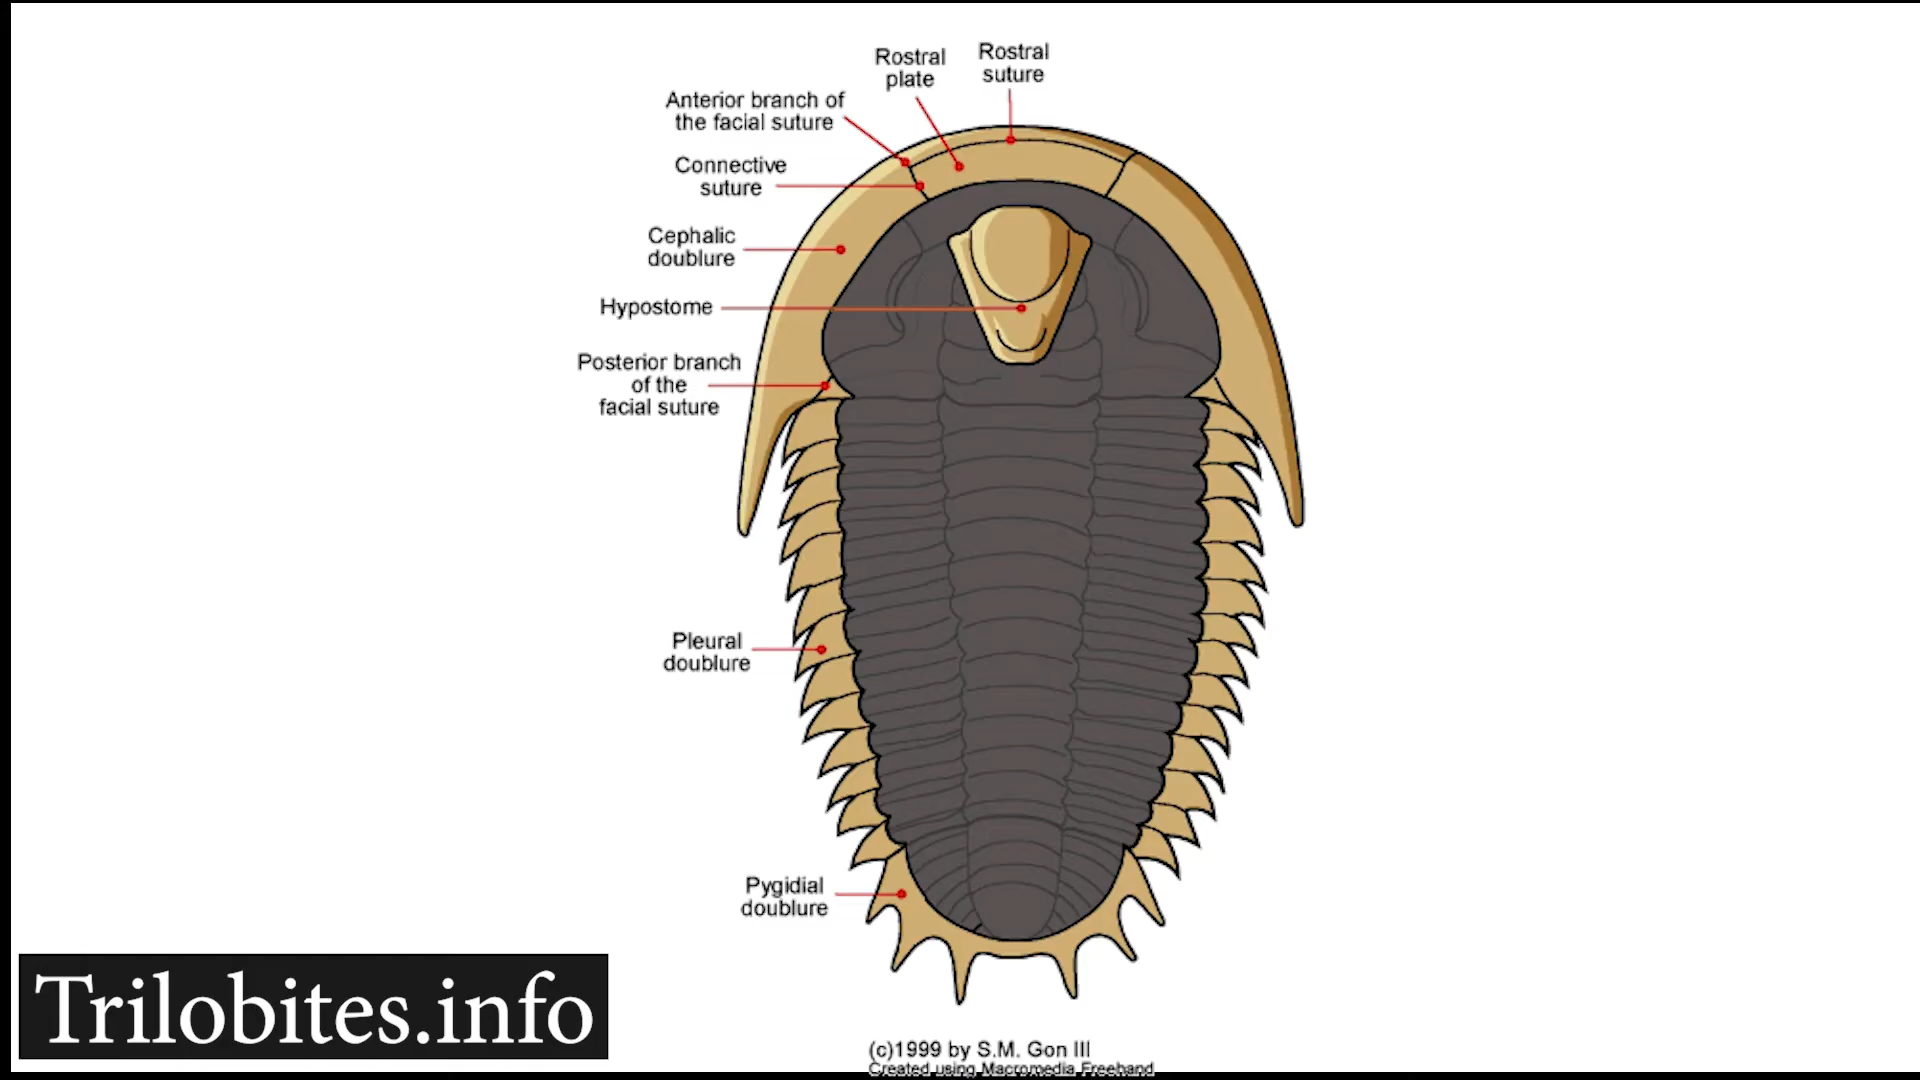 Rostral
plate
Rostral
suture
Anterior branch of
the facial suture
Connective
suture
Cephalic
doublure
Hypostome
Posterior branch
of the
facial suture
Pleural
doublure
Pygidial
doublure
Trilobites.info
(c)1999 by S.M. Gon III
Created using Macromedia Freehand